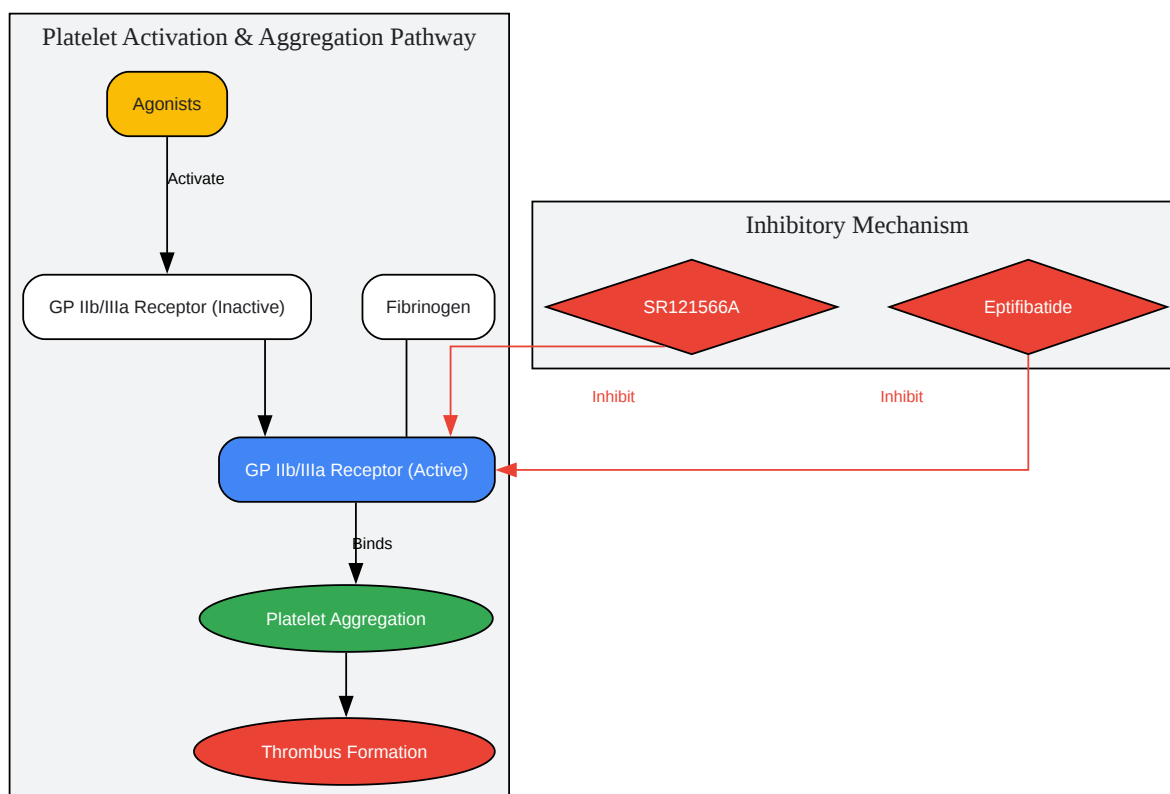 Platelet Activation & Aggregation Pathway
Agonists
Activate
Inhibitory Mechanism
GP IIb/IIIa Receptor (Inactive)
Fibrinogen
SR121566A
Eptifibatide
Inhibit
Inhibit
GP IIb/IIIa Receptor (Active)
Binds
Platelet Aggregation
Thrombus Formation